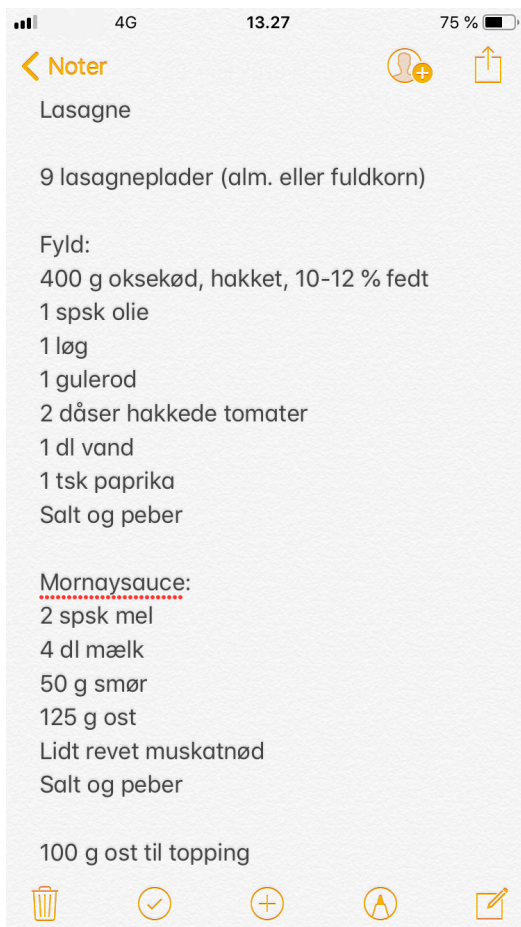 4G 13.27 75 %
Noter
Lasagne
9 lasagneplader (alm. eller fuldkorn)
Fyld:
400 g oksekød, hakket, 10-12 % fedt
1 spsk olie
1 løg
1 gulerod
2 dåser hakkede tomater
1 dl vand
1 tsk paprika
Salt og peber
Mornaysauce:
2 spsk mel
4 dl mælk
50 g smør
125 g ost
Lidt revet muskatnød
Salt og peber
100 g ost til topping